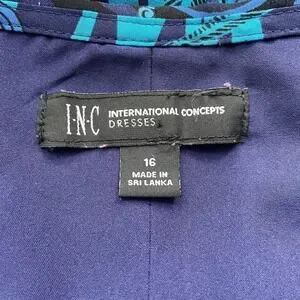 I·N·C INTERNATIONAL CONCEPTS
DRESSES
16
MADE IN
SRI LANKA